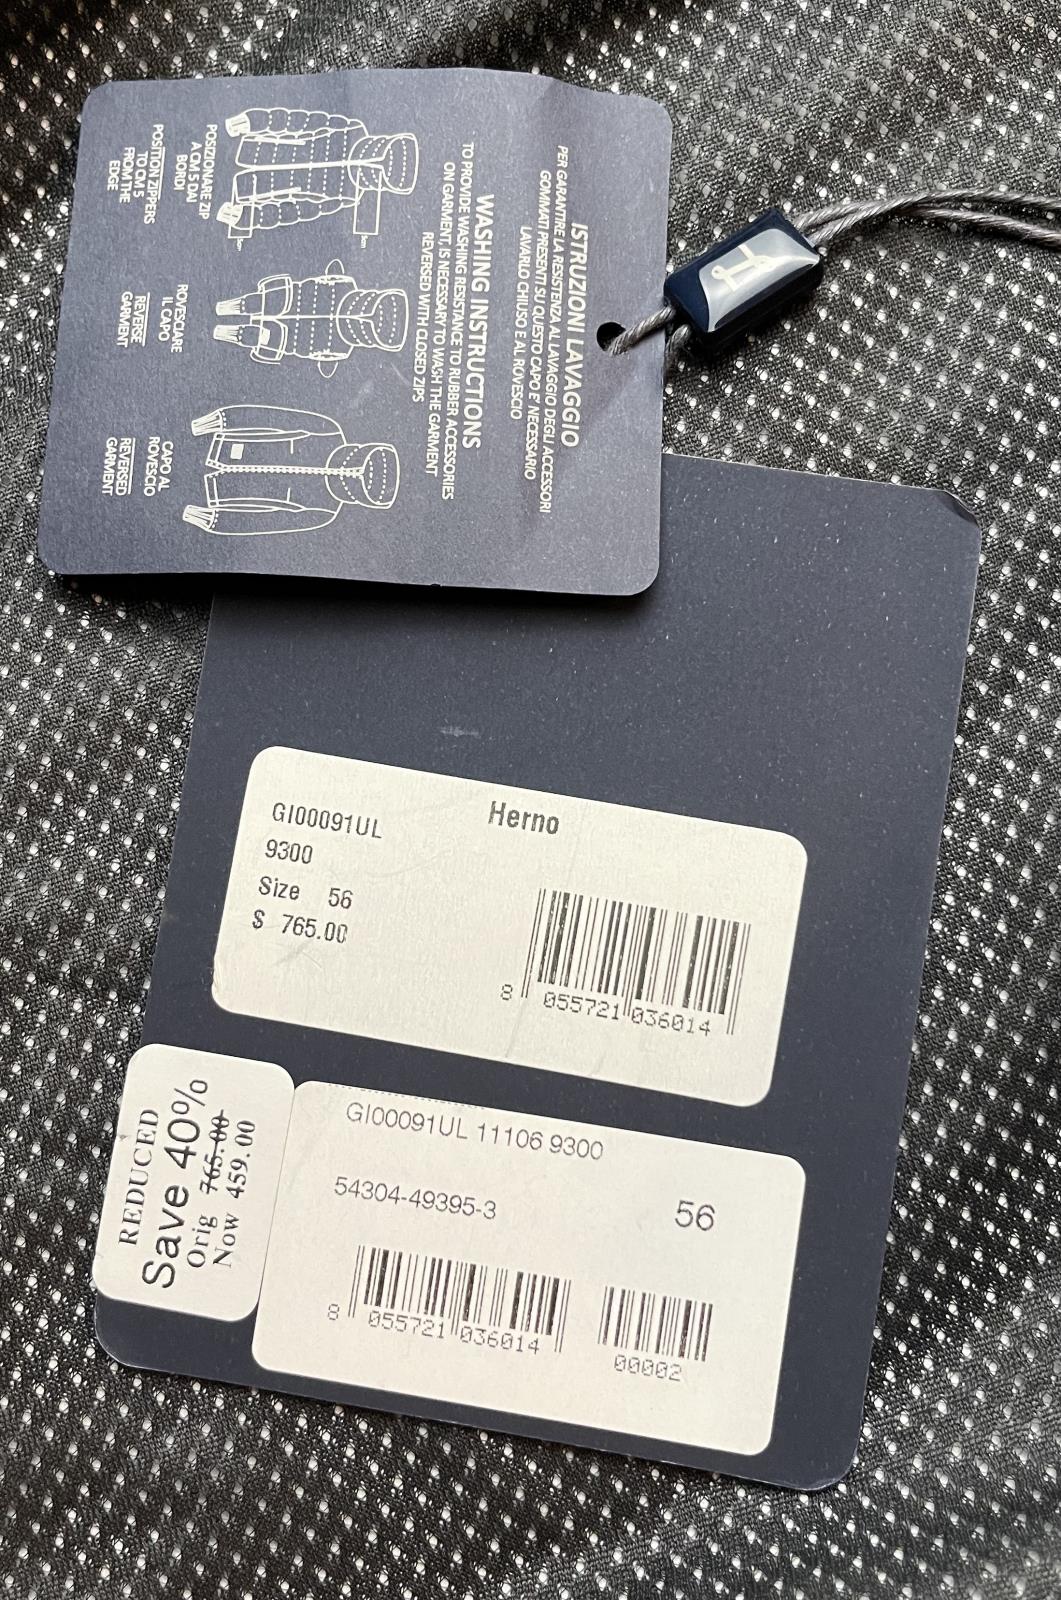 ISTRUZIONI LAVAGGIO
PER GARANTIRE LA RESISTENZA AL LAVAGGIO DEGLI ACCESSORI
GOMMATI PRESENTI SU QUESTO CAPO E' NECESSARIO
LAVARLO CHIUSO E AL ROVESCIO
WASHING INSTRUCTIONS
TO PROVIDE WASHING RESISTANCE TO RUBBER ACCESSORIES
ON GARMENT, IS NECESSARY TO WASH THE GARMENT
REVERSED WITH CLOSED ZIPS
5cm
5cm
POSIZIONARE ZIP
A CM 5 DAI
BORDI
POSITION ZIPPERS
TO CM 5
FROM THE
EDGE
ROVESCIARE
IL CAPO
REVERSE
GARMENT
CAPO AL
ROVESCIO
REVERSED
GARMENT
Herno
GI00091UL
9300
Size 56
$ 765.00
8 055721 036014
REDUCED
Save 40%
Orig 765.00
Now 459.00
GI00091UL 11106 9300
54304-49395-3 56
8 055721 036014 00002